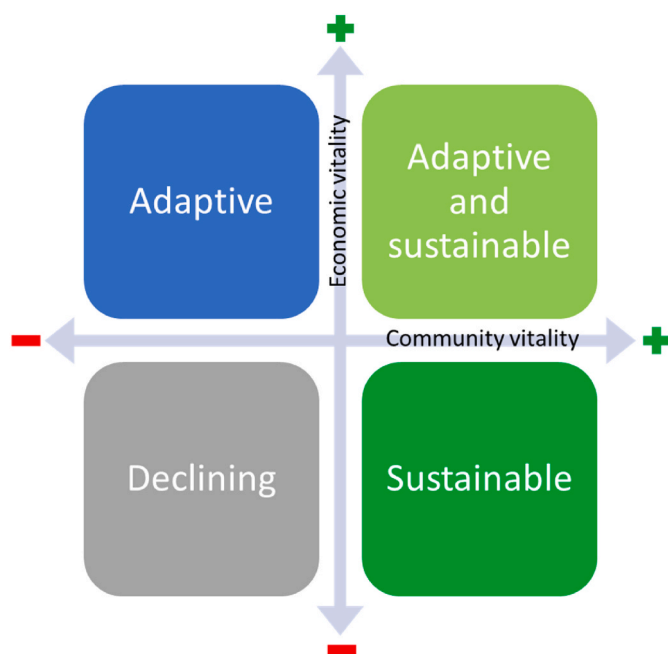 Adaptive
Adaptive
and
sustainable
Economic vitality
Community vitality
Declining
Sustainable